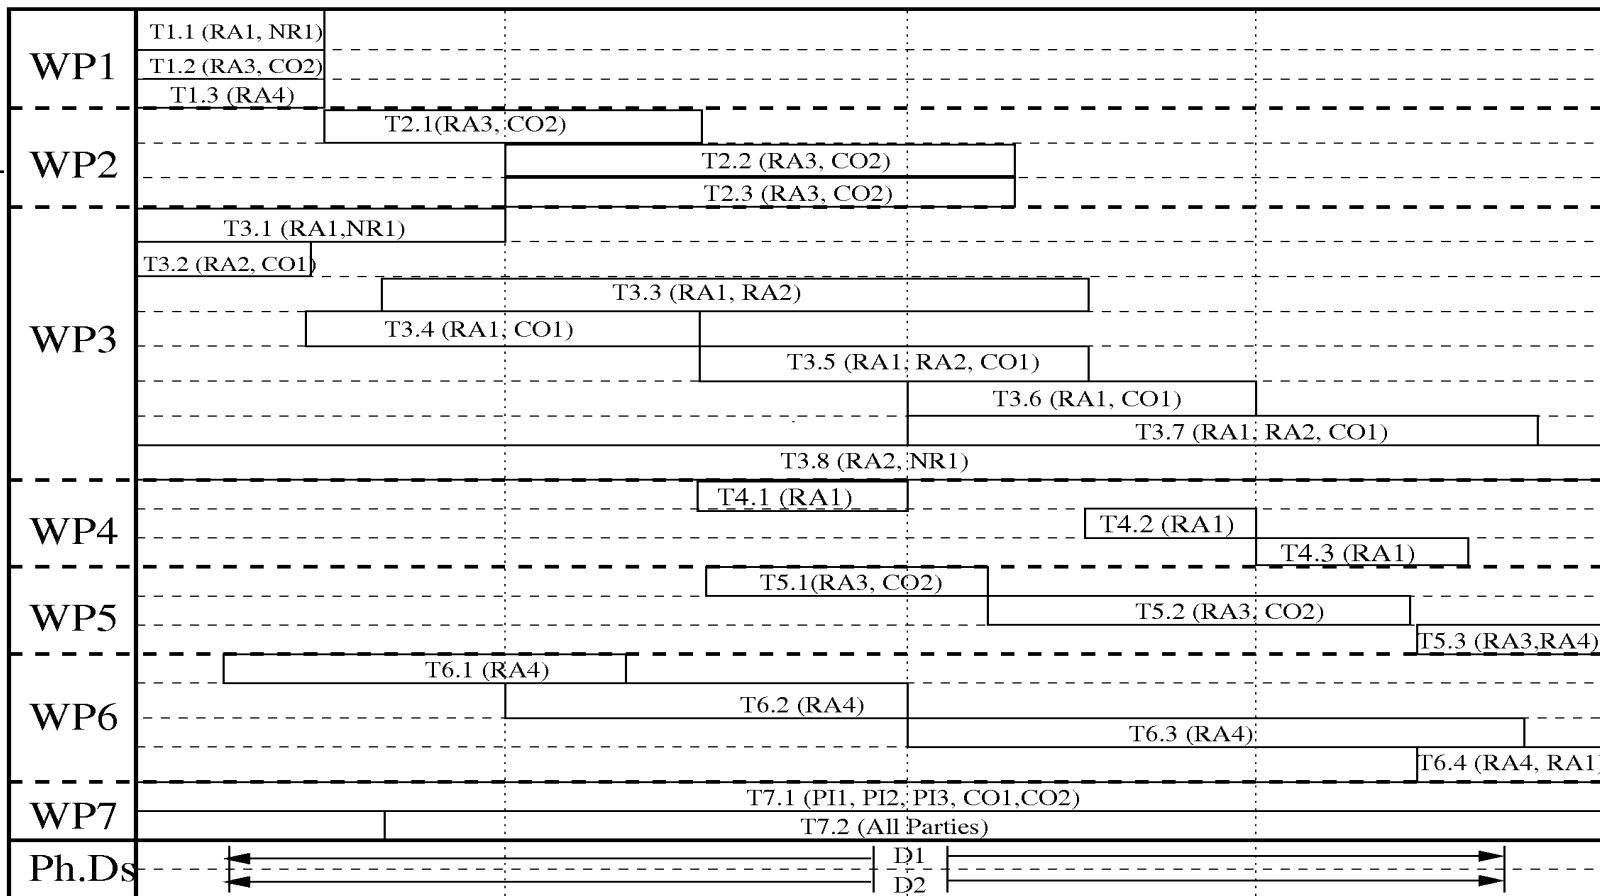 WP1
T1.1 (RA1, NR1)
T1.2 (RA3, CO2)
T1.3 (RA4)
WP2
T2.1(RA3, CO2)
T2.2 (RA3, CO2)
T2.3 (RA3, CO2)
WP3
T3.1 (RA1,NR1)
T3.2 (RA2, CO1)
T3.3 (RA1, RA2)
T3.4 (RA1, CO1)
T3.5 (RA1, RA2, CO1)
T3.6 (RA1, CO1)
T3.7 (RA1, RA2, CO1)
T3.8 (RA2, NR1)
WP4
T4.1 (RA1)
T4.2 (RA1)
T4.3 (RA1)
WP5
T5.1(RA3, CO2)
T5.2 (RA3, CO2)
T5.3 (RA3,RA4)
WP6
T6.1 (RA4)
T6.2 (RA4)
T6.3 (RA4)
T6.4 (RA4, RA1)
WP7
T7.1 (PI1, PI2, PI3, CO1,CO2)
T7.2 (All Parties)
Ph.Ds
D1
D2